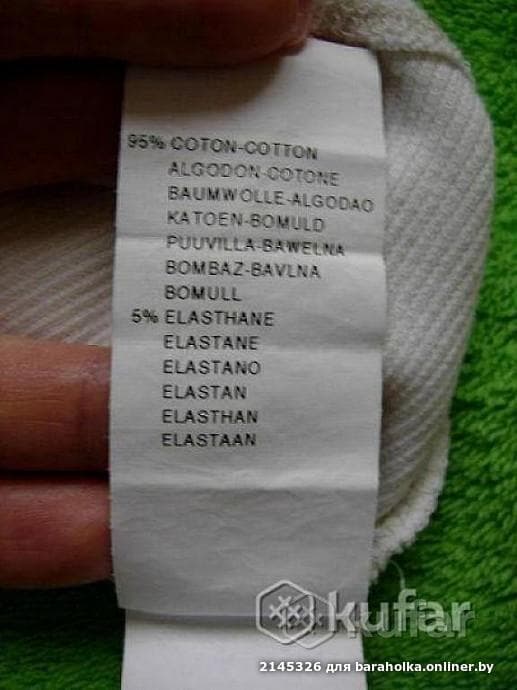 95% COTON-COTTON
ALGODON-COTONE
BAUMWOLLE-ALGODAO
KATOEN-BOMULD
PUUVILLA-BAWELNA
BOMBAZ-BAVLNA
BOMULL
5% ELASTHANE
ELASTANE
ELASTANO
ELASTAN
ELASTHAN
ELASTAAN
kufar
2145326 для baraholka.onliner.by